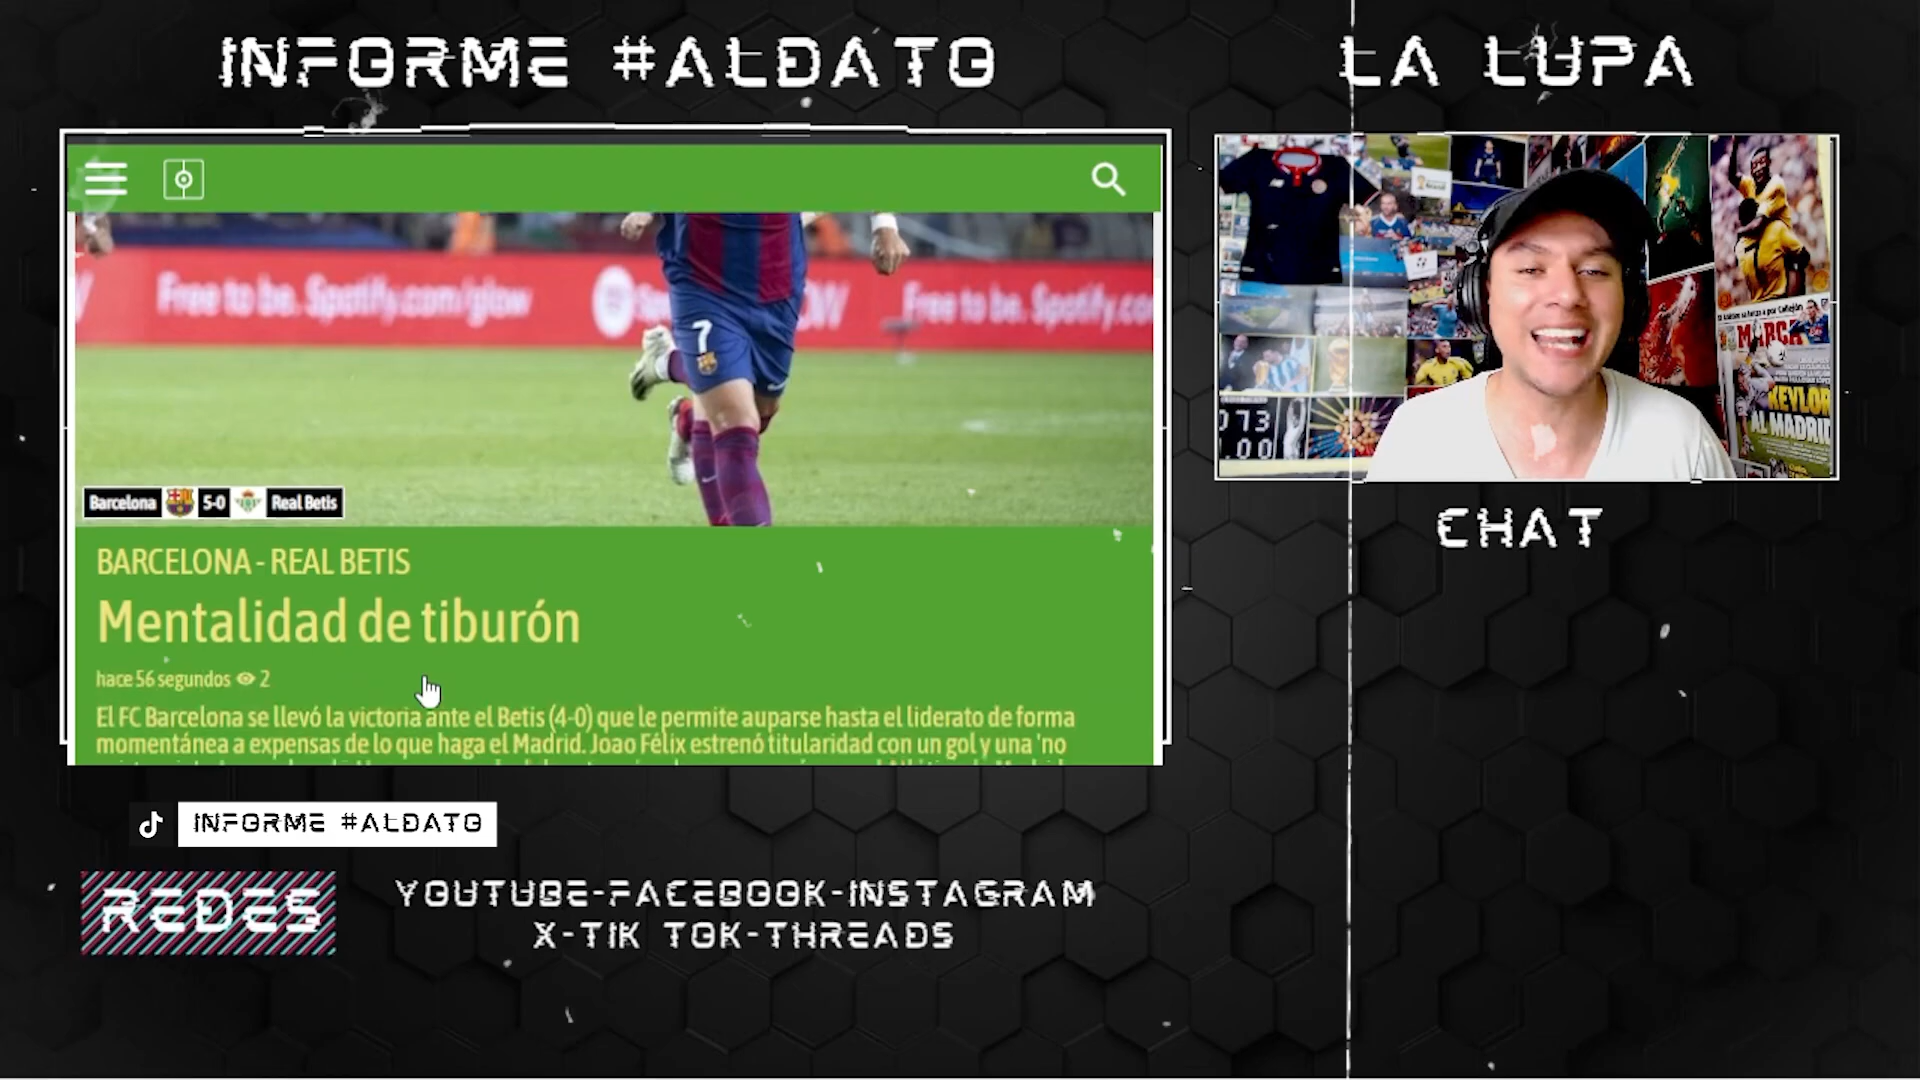 INFORME #ALDATO
LA LUPA
Free to be. Spotify.com/glow
Free to be. Spotify.co
7
Barcelona 5-0 Real Betis
BARCELONA - REAL BETIS
Mentalidad de tiburón
hace 56 segundos 2
El FC Barcelona se llevó la victoria ante el Betis (4-0) que le permite auparse hasta el liderato de forma
momentánea a expensas de lo que haga el Madrid. Joao Félix estrenó titularidad con un gol y una 'no
MARCA
KEYLOR
AL MADRID
073
00
CHAT
INFORME #ALDATO
REDES
YOUTUBE-FACEBOOK-INSTAGRAM
X-TIK TOK-THREADS